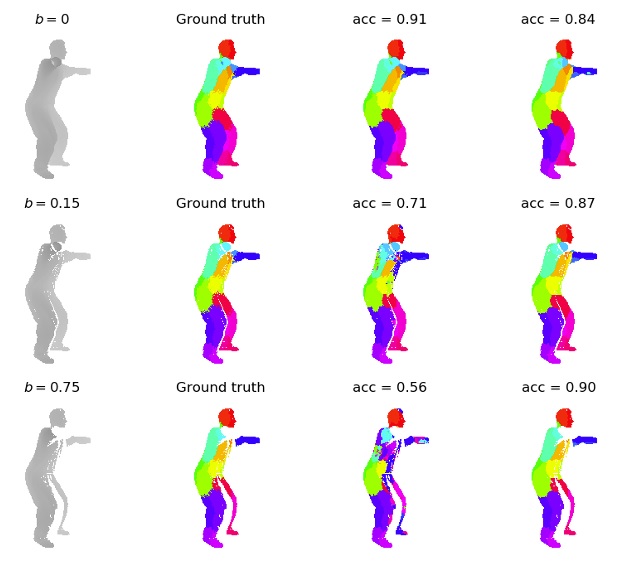 b = 0 Ground truth acc = 0.91 acc = 0.84
b = 0.15 Ground truth acc = 0.71 acc = 0.87
b = 0.75 Ground truth acc = 0.56 acc = 0.90